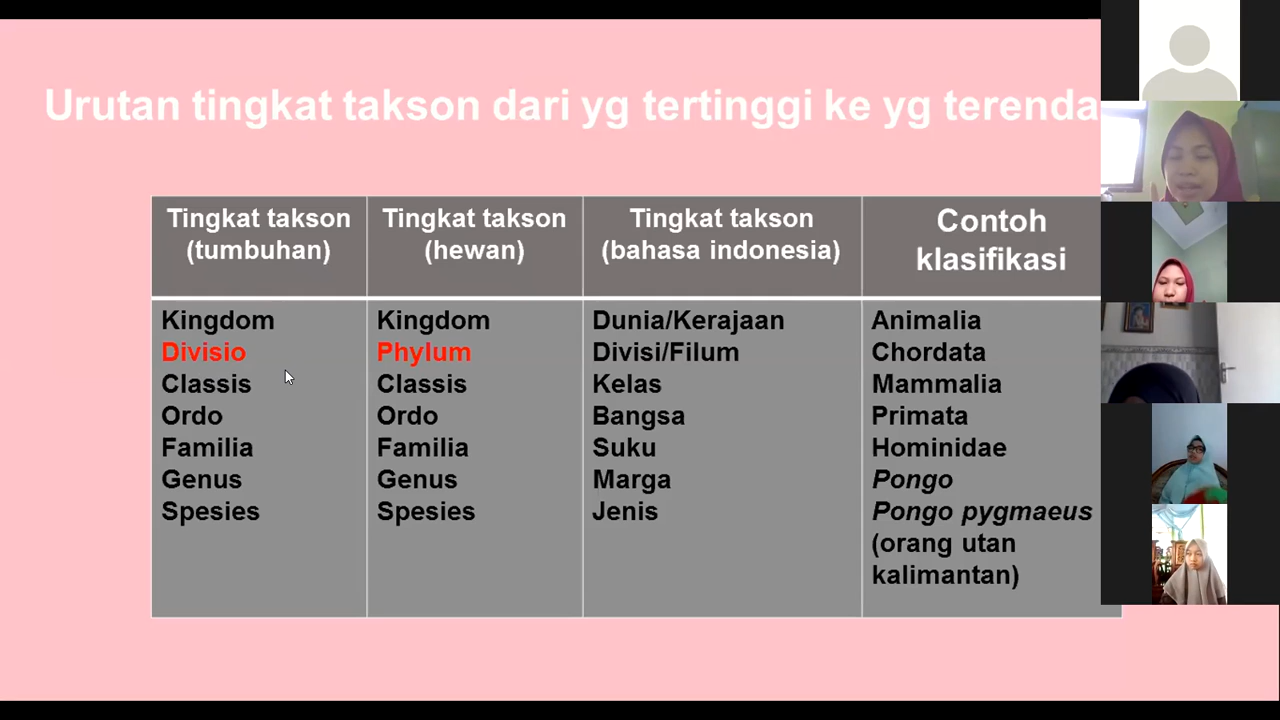 Urutan tingkat takson dari yg tertinggi ke yg terenda
Tingkat takson
(tumbuhan)
Tingkat takson
(hewan)
Tingkat takson
(bahasa indonesia)
Contoh
klasifikasi
Kingdom
Divisio
Classis
Ordo
Familia
Genus
Spesies
Kingdom
Phylum
Classis
Ordo
Familia
Genus
Spesies
Dunia/Kerajaan
Divisi/Filum
Kelas
Bangsa
Suku
Marga
Jenis
Animalia
Chordata
Mammalia
Primata
Hominidae
Pongo
Pongo pygmaeus
(orang utan
kalimantan)